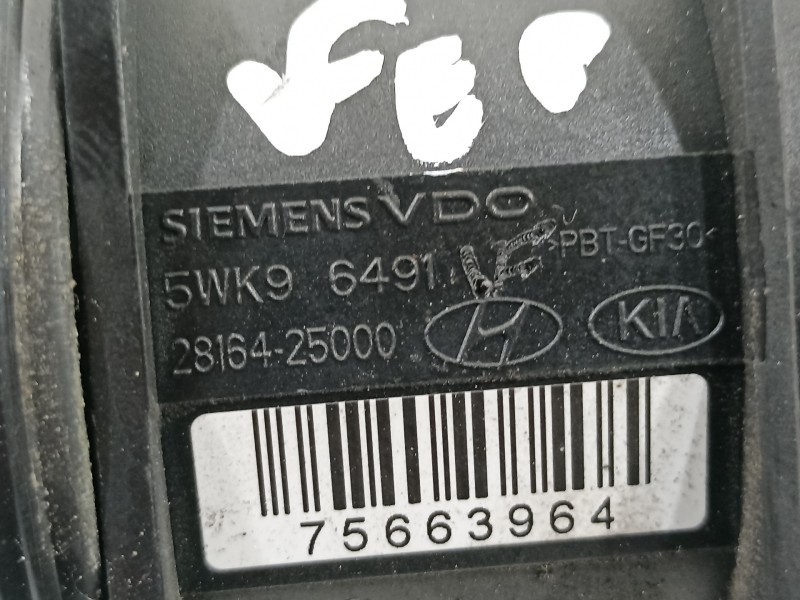 SIEMENS VDO
>PBT-GF30<
5WK9 6491
28164-25000
KIA
75663964